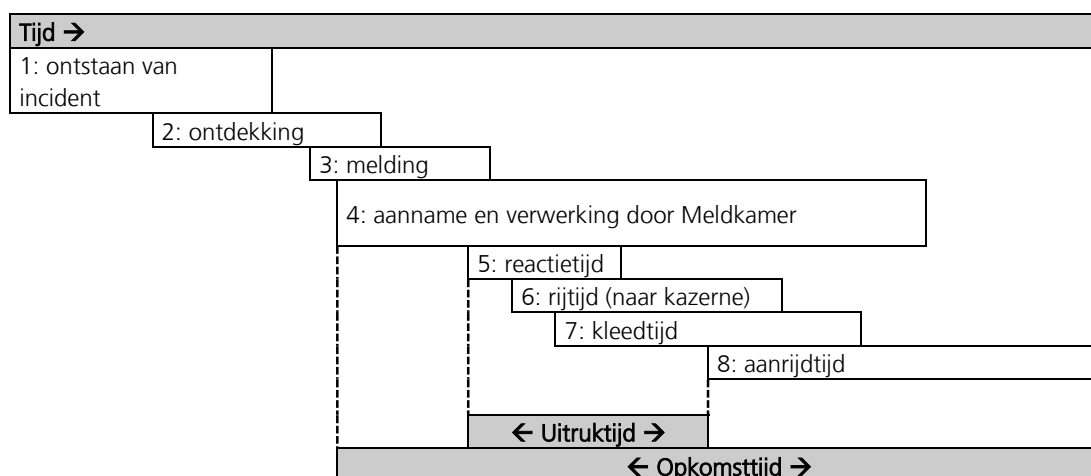 Tijd →
1: ontstaan van
incident
2: ontdekking
3: melding
4: aanname en verwerking door Meldkamer
5: reactietijd
6: rijtijd (naar kazerne)
7: kleedtijd
8: aanrijdtijd
← Uitruktijd →
← Opkomsttijd →